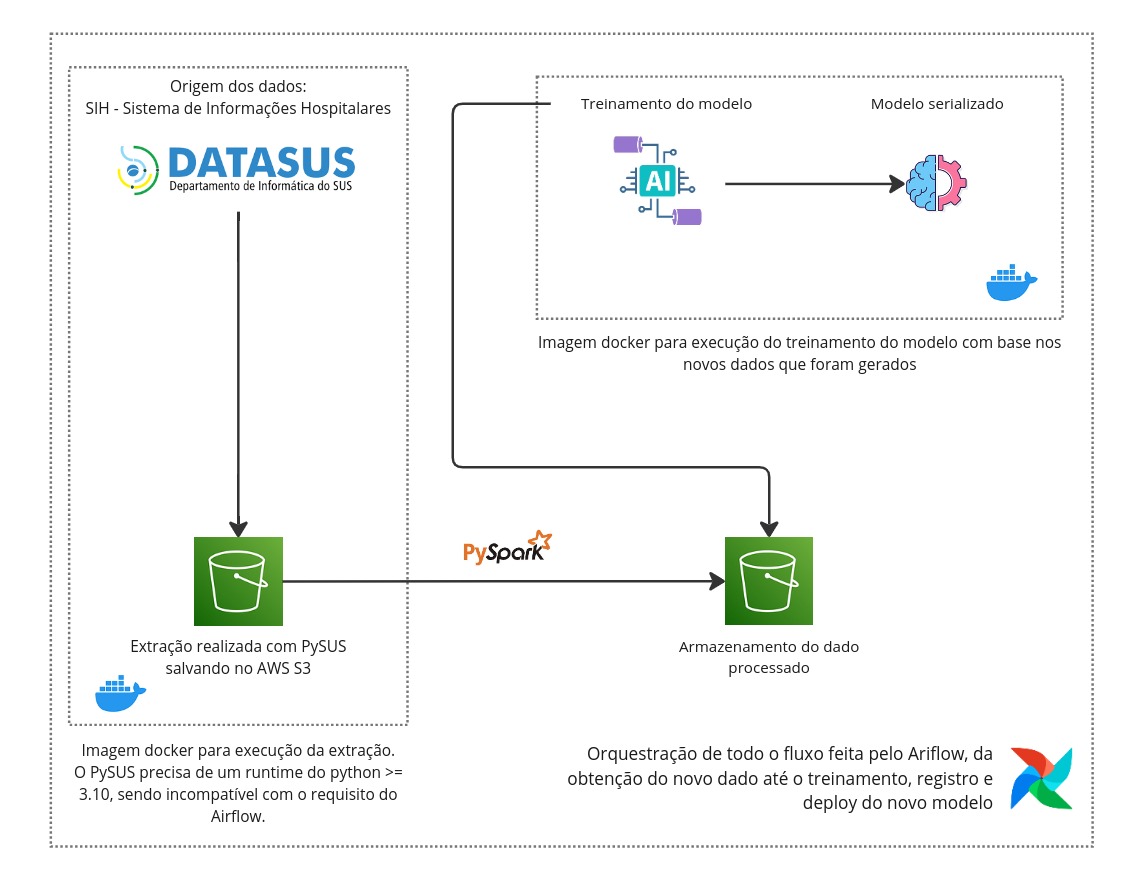 Origem dos dados:
SIH - Sistema de Informações Hospitalares
DATASUS
Departamento de Informática do SUS
Extração realizada com PySUS
salvando no AWS S3
Imagem docker para execução da extração.
O PySUS precisa de um runtime do python >=
3.10, sendo incompatível com o requisito do
Airflow.
PySpark
Treinamento do modelo
Modelo serializado
AI
Imagem docker para execução do treinamento do modelo com base nos
novos dados que foram gerados
Armazenamento do dado
processado
Orquestração de todo o fluxo feita pelo Ariflow, da
obtenção do novo dado até o treinamento, registro e
deploy do novo modelo